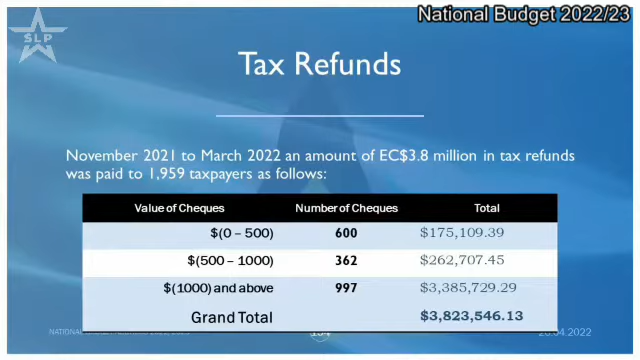 National Budget 2022/23
SLP
Tax Refunds
November 2021 to March 2022 an amount of EC$3.8 million in tax refunds
was paid to 1,959 taxpayers as follows:
Value of Cheques Number of Cheques Total
$(0 – 500) 600 $175,109.39
$(500 – 1000) 362 $262,707.45
$(1000) and above 997 $3,385,729.29
Grand Total $3,823,546.13